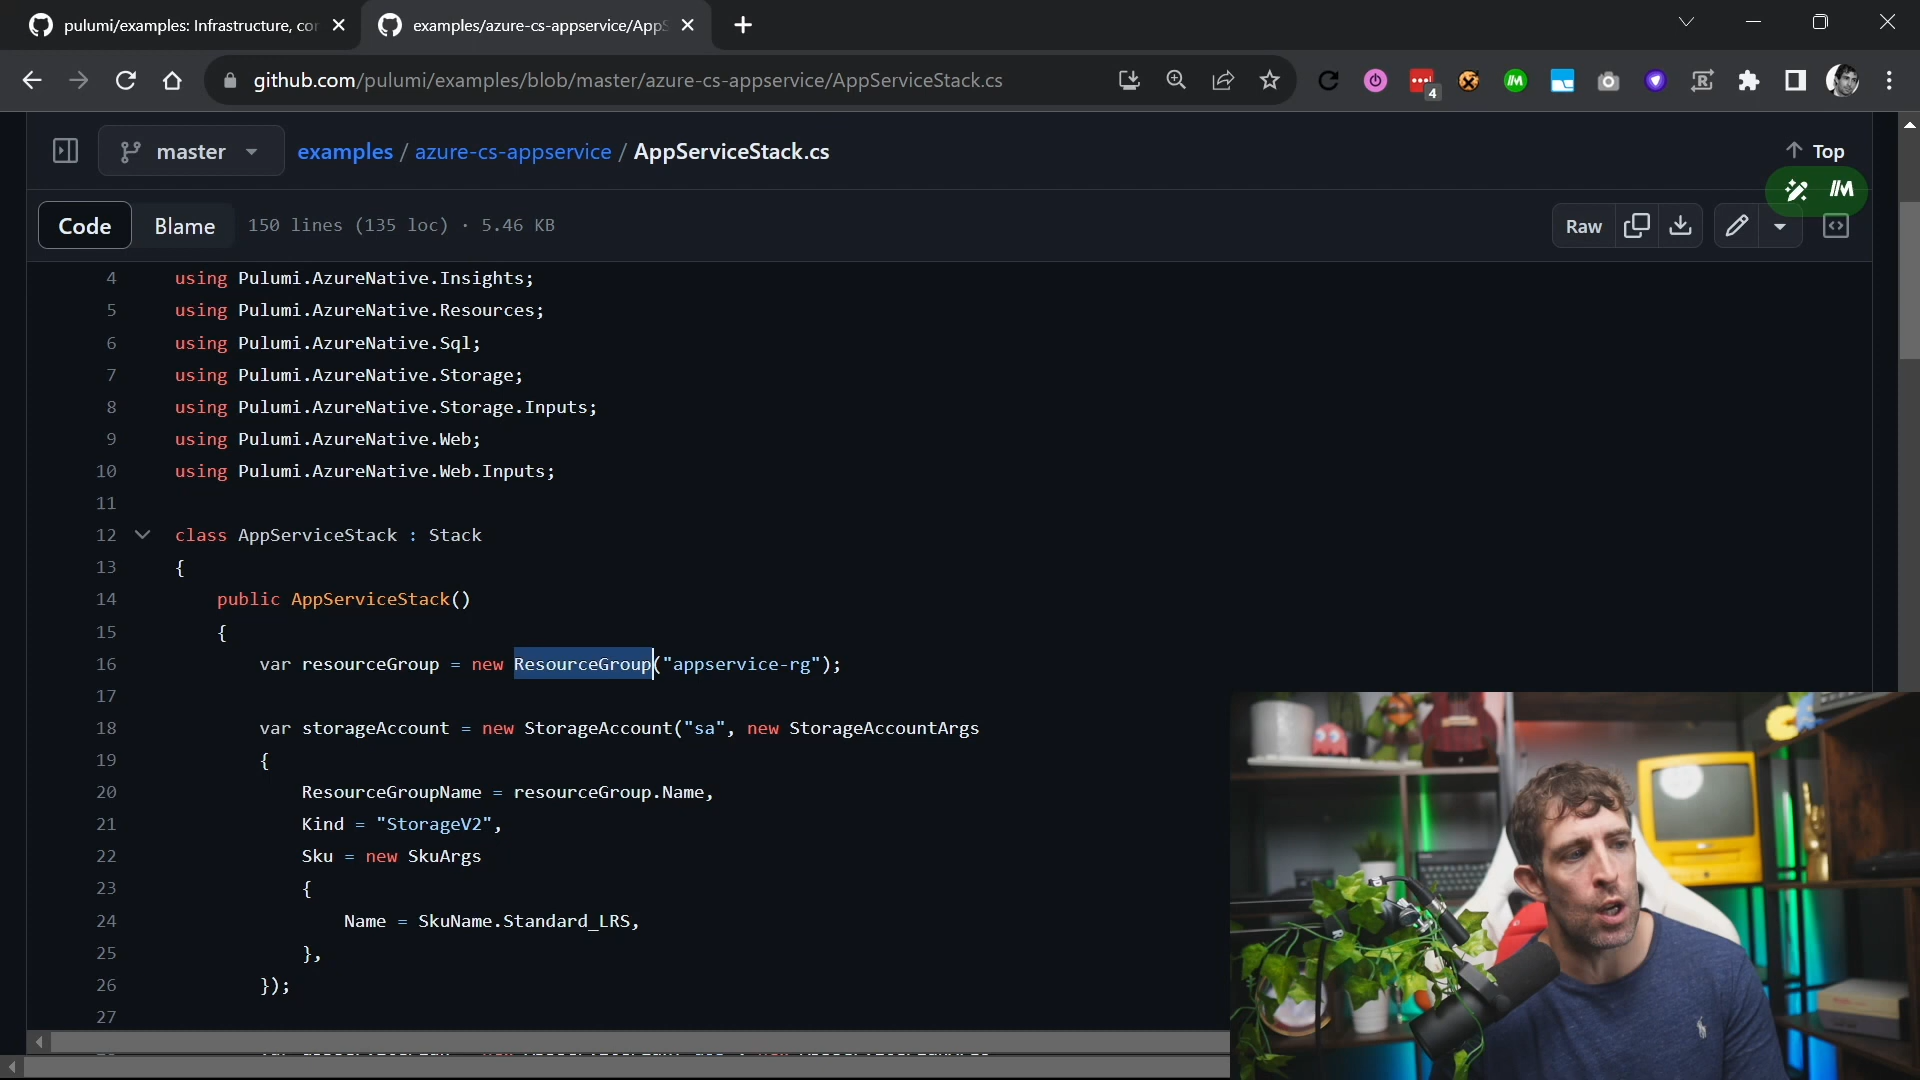 pulumi/examples: Infrastructure, cor
examples/azure-cs-appservice/AppS
github.com/pulumi/examples/blob/master/azure-cs-appservice/AppServiceStack.cs
4
master
examples / azure-cs-appservice / AppServiceStack.cs
Top
Code
Blame
150 lines (135 loc) · 5.46 KB
Raw
4 using Pulumi.AzureNative.Insights;
5 using Pulumi.AzureNative.Resources;
6 using Pulumi.AzureNative.Sql;
7 using Pulumi.AzureNative.Storage;
8 using Pulumi.AzureNative.Storage.Inputs;
9 using Pulumi.AzureNative.Web;
10 using Pulumi.AzureNative.Web.Inputs;
11
12 class AppServiceStack : Stack
13 {
14 public AppServiceStack()
15 {
16 var resourceGroup = new ResourceGroup("appservice-rg");
17
18 var storageAccount = new StorageAccount("sa", new StorageAccountArgs
19 {
20 ResourceGroupName = resourceGroup.Name,
21 Kind = "StorageV2",
22 Sku = new SkuArgs
23 {
24 Name = SkuName.Standard_LRS,
25 },
26 });
27